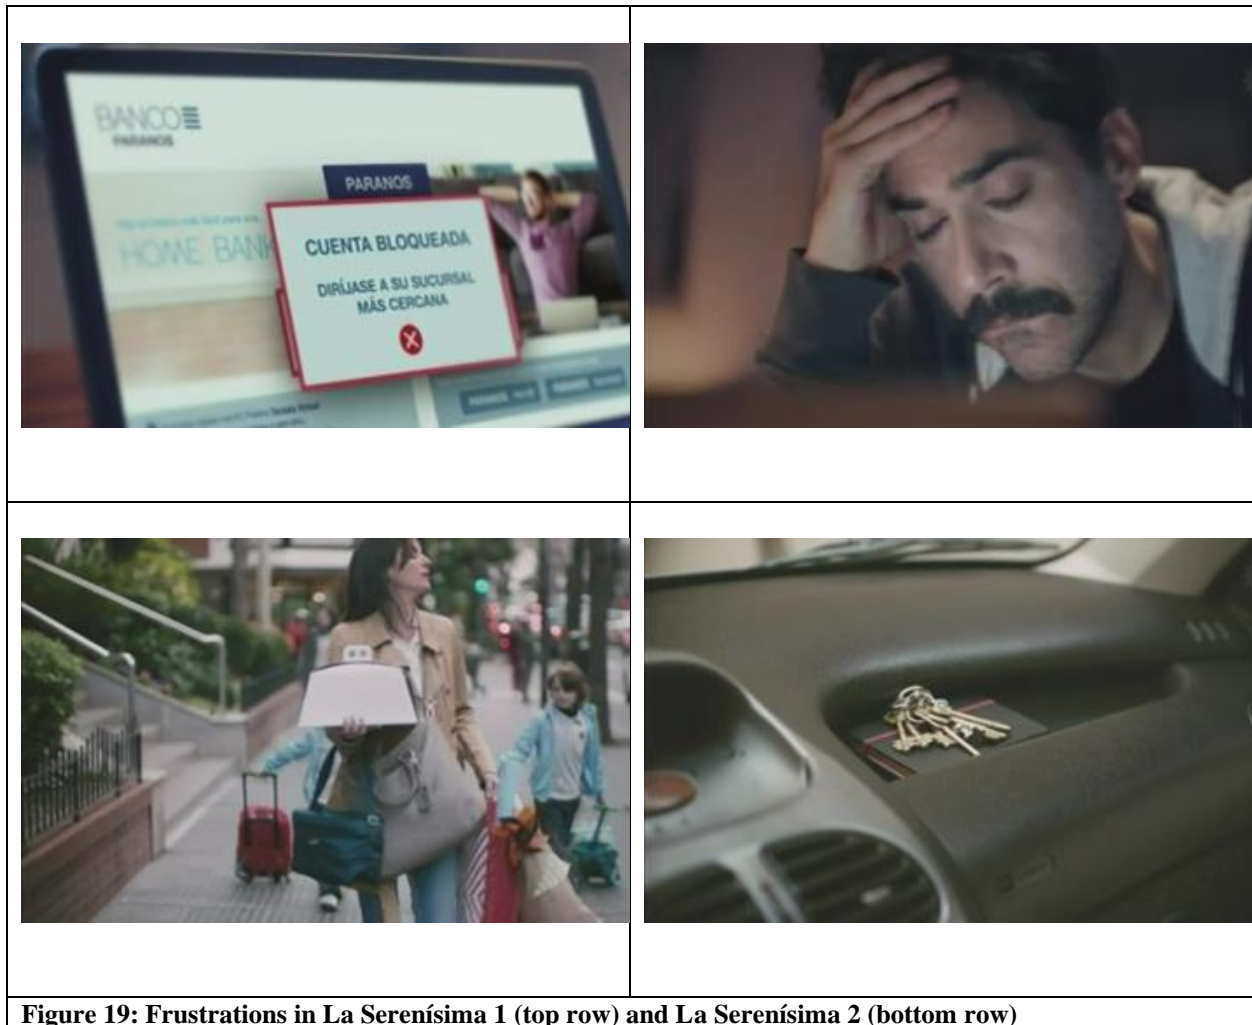 BANCO
PARANOS
PARANOS
HOME BANK
CUENTA BLOQUEADA
DIRÍJASE A SU SUCURSAL
MÁS CERCANA
Figure 19: Frustrations in La Serenísima 1 (top row) and La Serenísima 2 (bottom row)